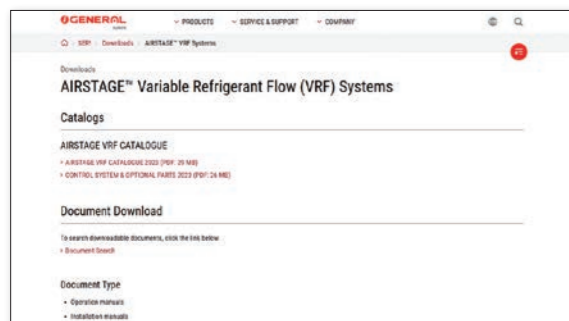 GENERAL
PRODUCTS
SERVICE & SUPPORT
COMPANY
Downloads
AIRSTAGE™ VRF Systems
Downloads
AIRSTAGE™ Variable Refrigerant Flow (VRF) Systems
Catalogs
AIRSTAGE VRF CATALOGUE
AIRSTAGE VRF CATALOGUE 2023 (PDF: 29 MB)
CONTROL SYSTEM & OPTIONAL PARTS 2023 (PDF: 26 MB)
Document Download
To search downloadable documents, click the link below
Document Search
Document Type
• Operation manuals
• Installation manuals